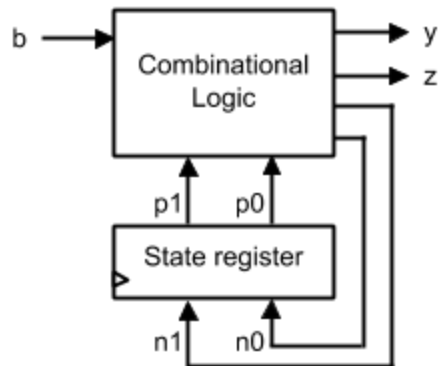 b
Combinational
Logic
y
z
p1
p0
State register
n1
n0